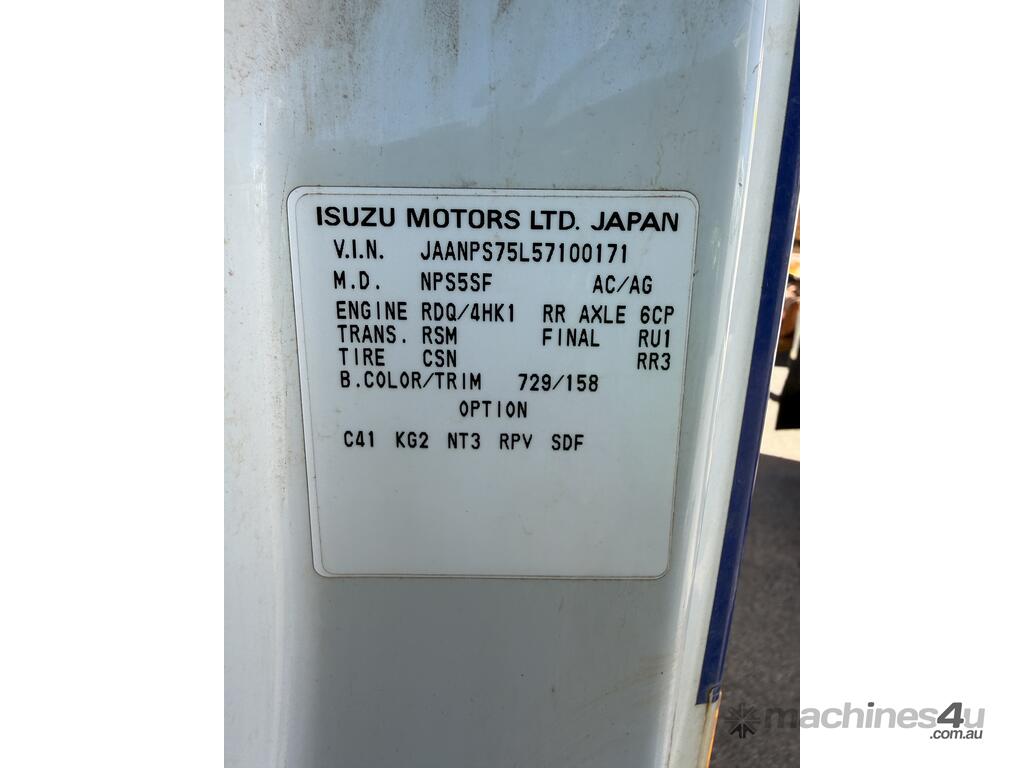 ISUZU MOTORS LTD. JAPAN
V.I.N. JAANPS75L57100171
M.D. NPS5SF AC/AG
ENGINE RDQ/4HK1 RR AXLE 6CP
TRANS. RSM FINAL RU1
TIRE CSN RR3
B.COLOR/TRIM 729/158
OPTION
C41 KG2 NT3 RPV SDF
machines4u
.com.au